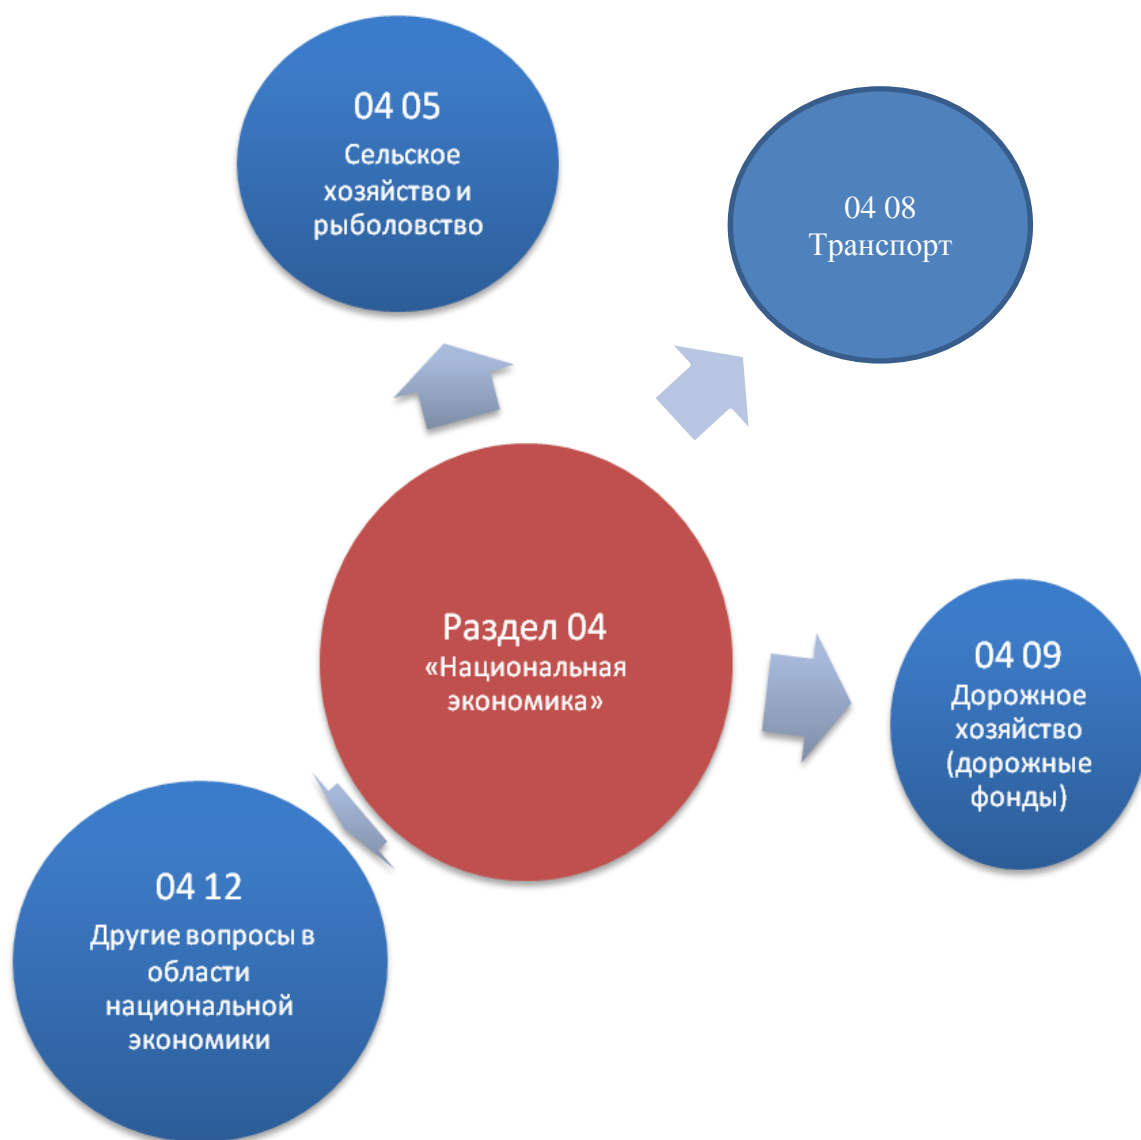 04 05
Сельское
хозяйство и
рыболовство
04 08
Транспорт
Раздел 04
«Национальная
экономика»
04 09
Дорожное
хозяйство
(дорожные
фонды)
04 12
Другие вопросы в
области
национальной
экономики